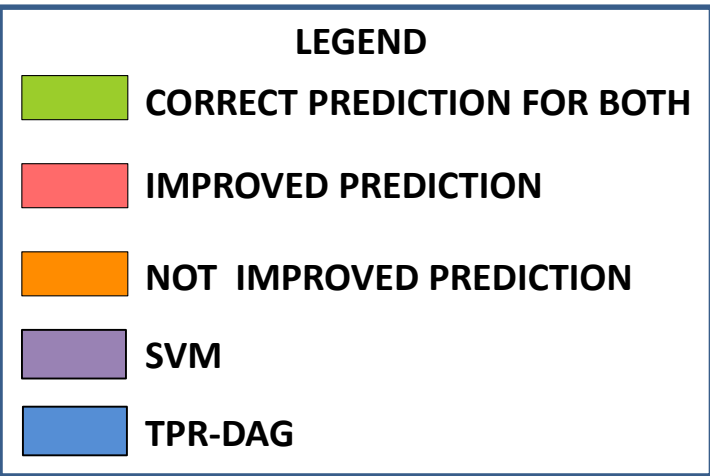 LEGEND
CORRECT PREDICTION FOR BOTH
IMPROVED PREDICTION
NOT IMPROVED PREDICTION
SVM
TPR-DAG